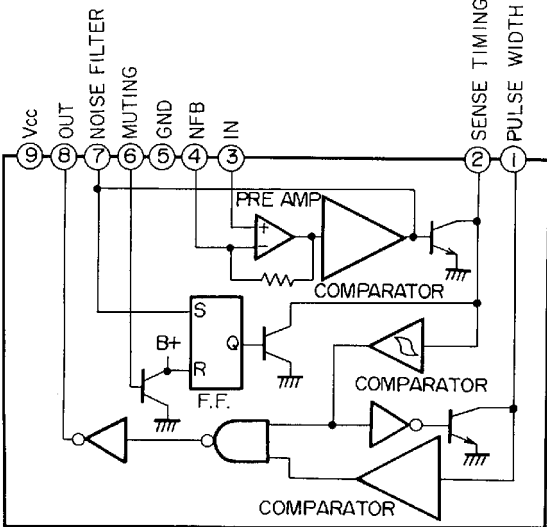 Vcc
OUT
NOISE FILTER
MUTING
GND
NFB
IN
SENSE TIMING
PULSE WIDTH
9
8
7
6
5
4
3
2
1
PRE AMP
+
−
COMPARATOR
S
B+
Q
R
COMPARATOR
F.F.
COMPARATOR